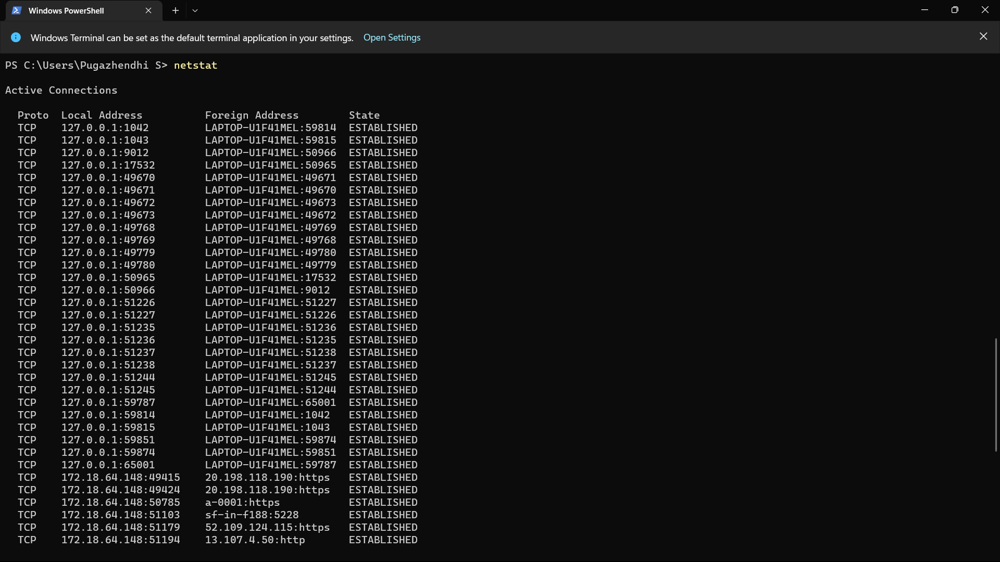 Windows PowerShell
Windows Terminal can be set as the default terminal application in your settings. Open Settings
PS C:\Users\Pugazhendhi S> netstat
Active Connections
Proto  Local Address          Foreign Address        State
TCP    127.0.0.1:1042         LAPTOP-U1F41MEL:59814  ESTABLISHED
TCP    127.0.0.1:1043         LAPTOP-U1F41MEL:59815  ESTABLISHED
TCP    127.0.0.1:9012         LAPTOP-U1F41MEL:50966  ESTABLISHED
TCP    127.0.0.1:17532        LAPTOP-U1F41MEL:50965  ESTABLISHED
TCP    127.0.0.1:49670        LAPTOP-U1F41MEL:49671  ESTABLISHED
TCP    127.0.0.1:49671        LAPTOP-U1F41MEL:49670  ESTABLISHED
TCP    127.0.0.1:49672        LAPTOP-U1F41MEL:49673  ESTABLISHED
TCP    127.0.0.1:49673        LAPTOP-U1F41MEL:49672  ESTABLISHED
TCP    127.0.0.1:49768        LAPTOP-U1F41MEL:49769  ESTABLISHED
TCP    127.0.0.1:49769        LAPTOP-U1F41MEL:49768  ESTABLISHED
TCP    127.0.0.1:49779        LAPTOP-U1F41MEL:49780  ESTABLISHED
TCP    127.0.0.1:49780        LAPTOP-U1F41MEL:49779  ESTABLISHED
TCP    127.0.0.1:50965        LAPTOP-U1F41MEL:17532  ESTABLISHED
TCP    127.0.0.1:50966        LAPTOP-U1F41MEL:9012   ESTABLISHED
TCP    127.0.0.1:51226        LAPTOP-U1F41MEL:51227  ESTABLISHED
TCP    127.0.0.1:51227        LAPTOP-U1F41MEL:51226  ESTABLISHED
TCP    127.0.0.1:51235        LAPTOP-U1F41MEL:51236  ESTABLISHED
TCP    127.0.0.1:51236        LAPTOP-U1F41MEL:51235  ESTABLISHED
TCP    127.0.0.1:51237        LAPTOP-U1F41MEL:51238  ESTABLISHED
TCP    127.0.0.1:51238        LAPTOP-U1F41MEL:51237  ESTABLISHED
TCP    127.0.0.1:51244        LAPTOP-U1F41MEL:51245  ESTABLISHED
TCP    127.0.0.1:51245        LAPTOP-U1F41MEL:51244  ESTABLISHED
TCP    127.0.0.1:59787        LAPTOP-U1F41MEL:65001  ESTABLISHED
TCP    127.0.0.1:59814        LAPTOP-U1F41MEL:1042   ESTABLISHED
TCP    127.0.0.1:59815        LAPTOP-U1F41MEL:1043   ESTABLISHED
TCP    127.0.0.1:59851        LAPTOP-U1F41MEL:59874  ESTABLISHED
TCP    127.0.0.1:59874        LAPTOP-U1F41MEL:59851  ESTABLISHED
TCP    127.0.0.1:65001        LAPTOP-U1F41MEL:59787  ESTABLISHED
TCP    172.18.64.148:49415    20.198.118.190:https   ESTABLISHED
TCP    172.18.64.148:49424    20.198.118.190:https   ESTABLISHED
TCP    172.18.64.148:50785    a-0001:https           ESTABLISHED
TCP    172.18.64.148:51103    sf-in-f188:5228        ESTABLISHED
TCP    172.18.64.148:51179    52.109.124.115:https   ESTABLISHED
TCP    172.18.64.148:51194    13.107.4.50:http       ESTABLISHED